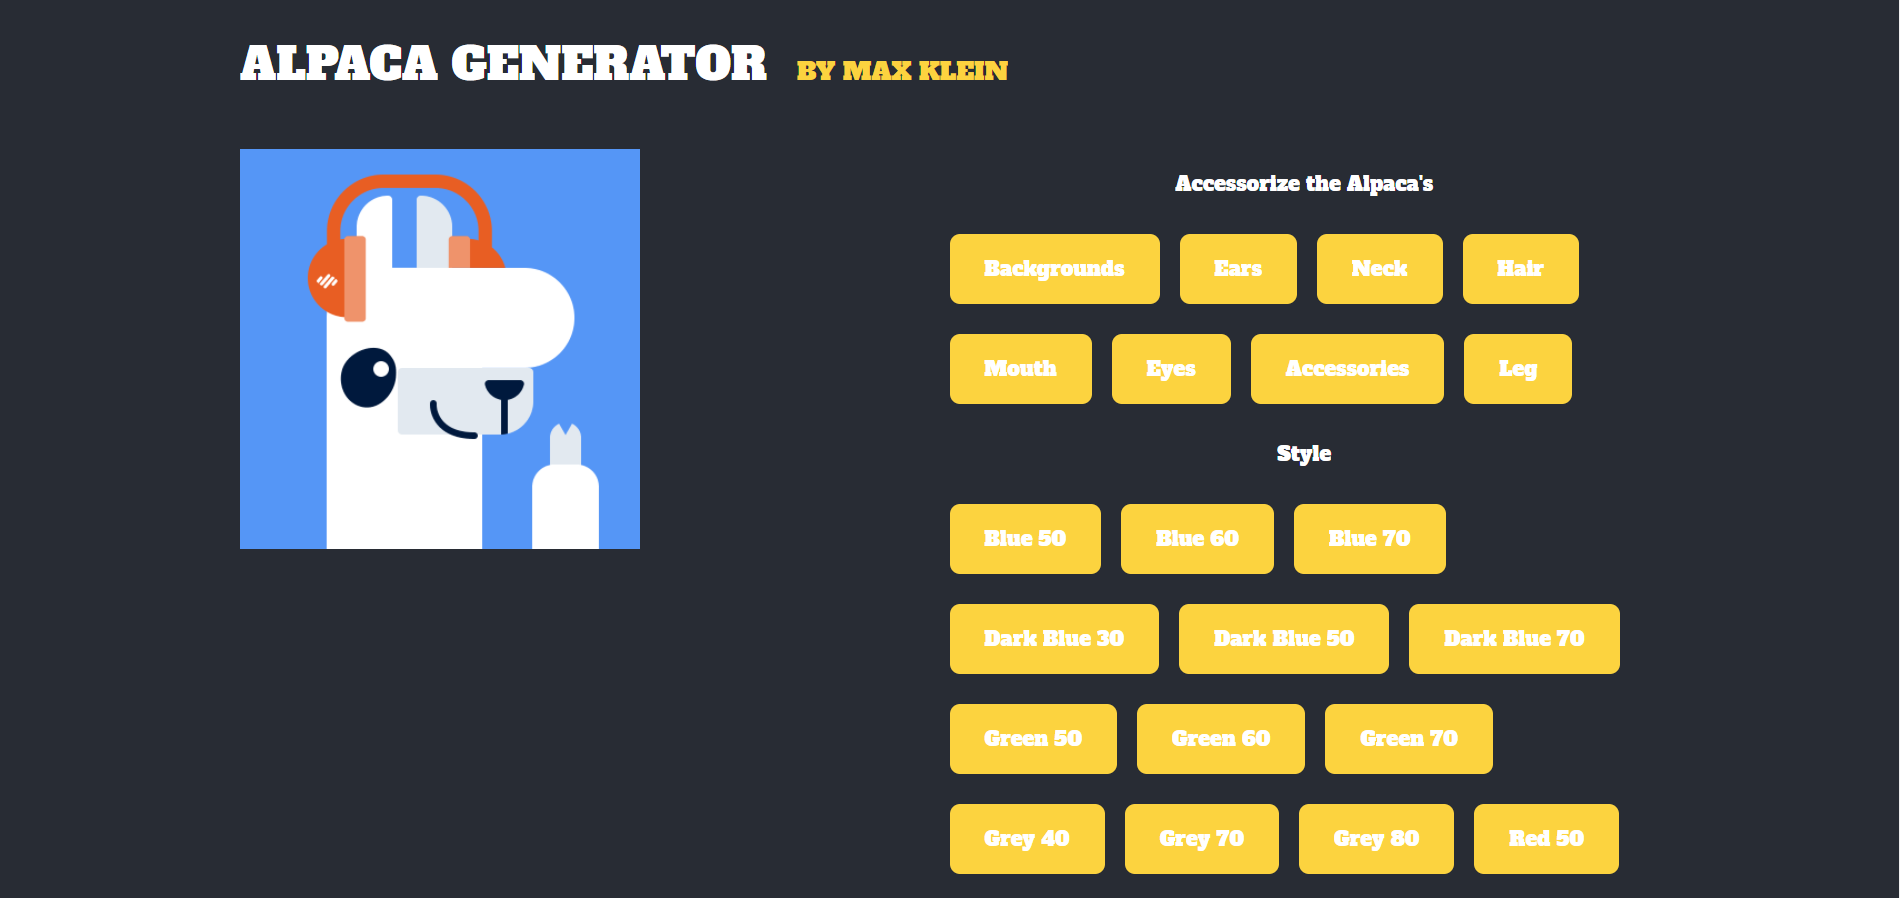 ALPACA GENERATOR BY MAX KLEIN
Accessorize the Alpaca's
Backgrounds Ears Neck Hair
Mouth Eyes Accessories Leg
Style
Blue 50 Blue 60 Blue 70
Dark Blue 30 Dark Blue 50 Dark Blue 70
Green 50 Green 60 Green 70
Grey 40 Grey 70 Grey 80 Red 50